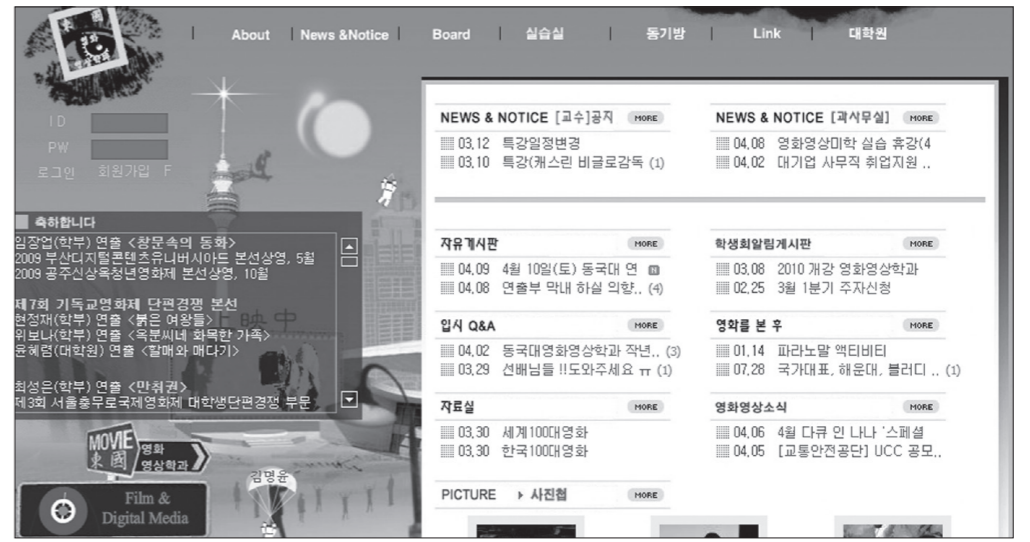 東國
영상영화
About | News &Notice | Board | 실습실 | 동기방 | Link | 대학원
ID
PW
로그인 회원가입 F
축하합니다
임장업(학부) 연출 <창문속의 동화>
2009 부산디지털콘텐츠유니버시아드 본선상영, 5월
2009 공주신상옥청년영화제 본선상영, 10월
제7회 기독교영화제 단편경쟁 본선
현정재(학부) 연출 <붉은 여왕들>
위보나(학부) 연출 <옥분씨네 화목한 가족>
윤혜렴(대학원) 연출 <할매와 매다기>
최성은(학부) 연출 <만취권>
제3회 서울충무로국제영화제 대학생단편경쟁 부문
上映中
MOVIE
東國
영화
영상학과
김명윤
Film &
Digital Media
NEWS & NOTICE [교수]공지 MORE
03.12 특강일정변경
03.10 특강(캐스린 비글로감독 (1)
NEWS & NOTICE [과사무실] MORE
04.08 영화영상미학 실습 휴강(4
04.02 대기업 사무직 취업지원 ..
자유게시판 MORE
04.09 4월 10일(토) 동국대 연 N
04.08 연출부 막내 하실 의향.. (4)
학생회알림게시판 MORE
03.08 2010 개강 영화영상학과
02.25 3월 1분기 주자신청
입시 Q&A MORE
04.02 동국대영화영상학과 작년.. (3)
03.29 선배님들 !!도와주세요 ㅠ (1)
영화를 본 후 MORE
01.14 파라노말 액티비티
07.28 국가대표, 해운대, 블러디 .. (1)
자료실 MORE
03.30 세계100대영화
03.30 한국100대영화
영화영상소식 MORE
04.06 4월 다큐 인 나나 '스페셜
04.05 [교통안전공단] UCC 공모..
PICTURE ▸ 사진첩 MORE